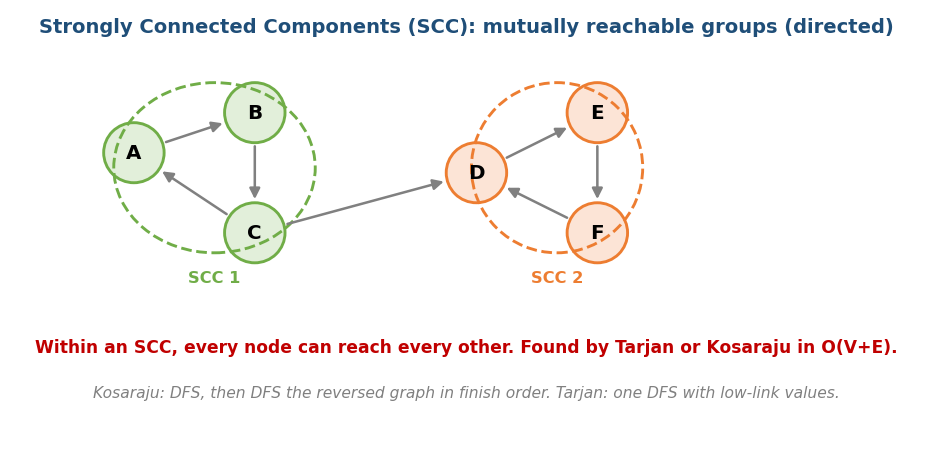 Strongly Connected Components (SCC): mutually reachable groups (directed)
B
E
A
D
C
F
SCC 1
SCC 2
Within an SCC, every node can reach every other. Found by Tarjan or Kosaraju in O(V+E).
Kosaraju: DFS, then DFS the reversed graph in finish order. Tarjan: one DFS with low-link values.